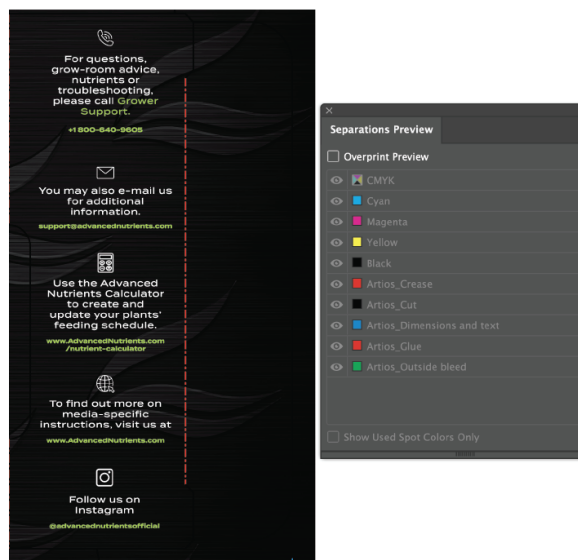 For questions,
grow-room advice,
nutrients or
troubleshooting,
please call Grower
Support.
+1 800-640-9605
You may also e-mail us
for additional
information.
support@advancednutrients.com
Use the Advanced
Nutrients Calculator
to create and
update your plants'
feeding schedule.
www.AdvancedNutrients.com
/nutrient-calculator
To find out more on
media-specific
instructions, visit us at
www.AdvancedNutrients.com
Follow us on
Instagram
@advancednutrientsofficial
Separations Preview
Overprint Preview
CMYK
Cyan
Magenta
Yellow
Black
Artios_Crease
Artios_Cut
Artios_Dimensions and text
Artios_Glue
Artios_Outside bleed
Show Used Spot Colors Only